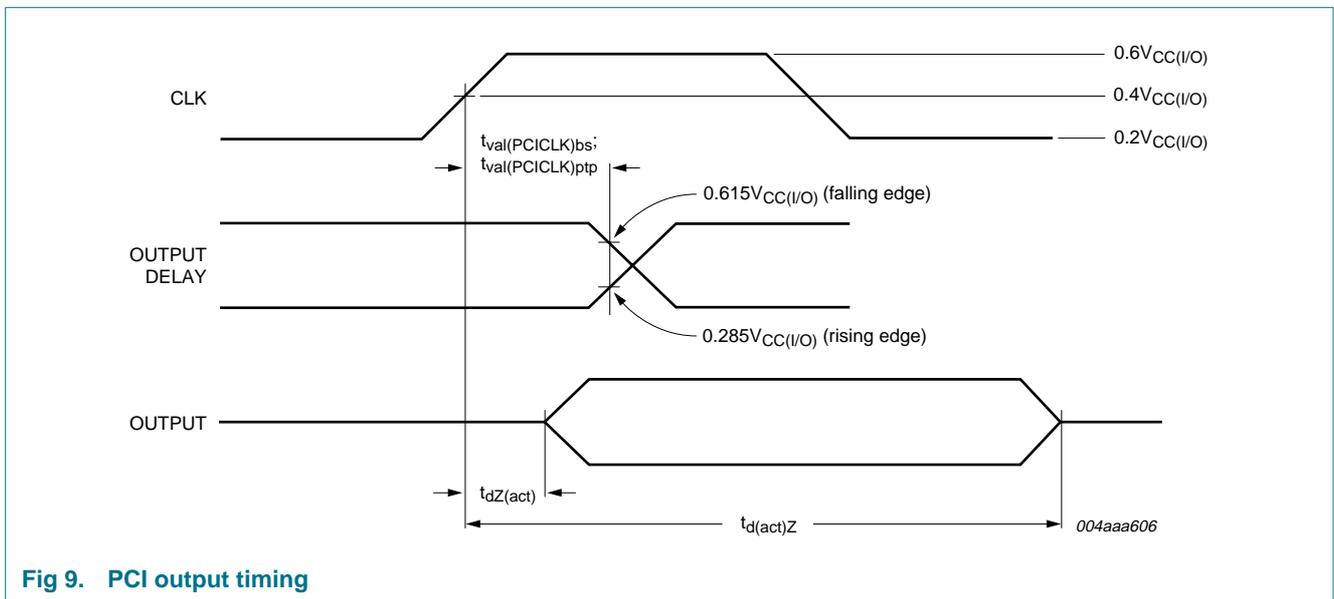 0.6VCC(I/O)
CLK
0.4VCC(I/O)
0.2VCC(I/O)
tval(PCICLK)bs;
tval(PCICLK)ptp
0.615VCC(I/O) (falling edge)
OUTPUT
DELAY
0.285VCC(I/O) (rising edge)
OUTPUT
tdZ(act)
td(act)Z
004aaa606
Fig 9. PCI output timing